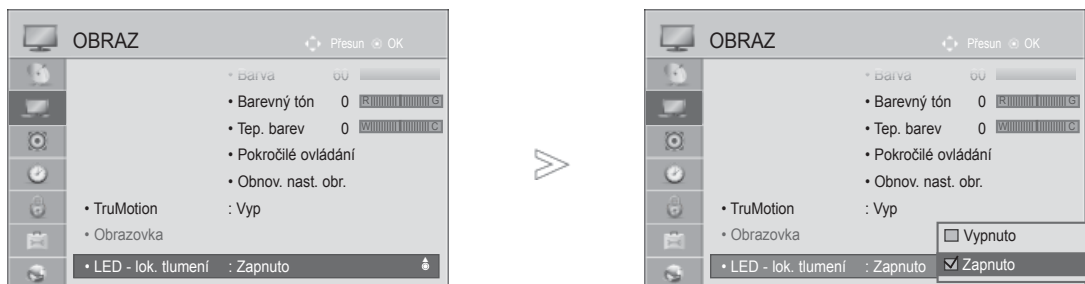 OBRAZ
Přesun OK
• Barva 60
• Barevný tón 0 R G
• Tep. barev 0 W C
• Pokročilé ovládání
• Obnov. nast. obr.
• TruMotion : Vyp
• Obrazovka
• LED - lok. tlumení : Zapnuto
OBRAZ
Přesun OK
• Barva 60
• Barevný tón 0 R G
• Tep. barev 0 W C
• Pokročilé ovládání
• Obnov. nast. obr.
• TruMotion : Vyp
• Obrazovka
Vypnuto
• LED - lok. tlumení : Zapnuto
Zapnuto